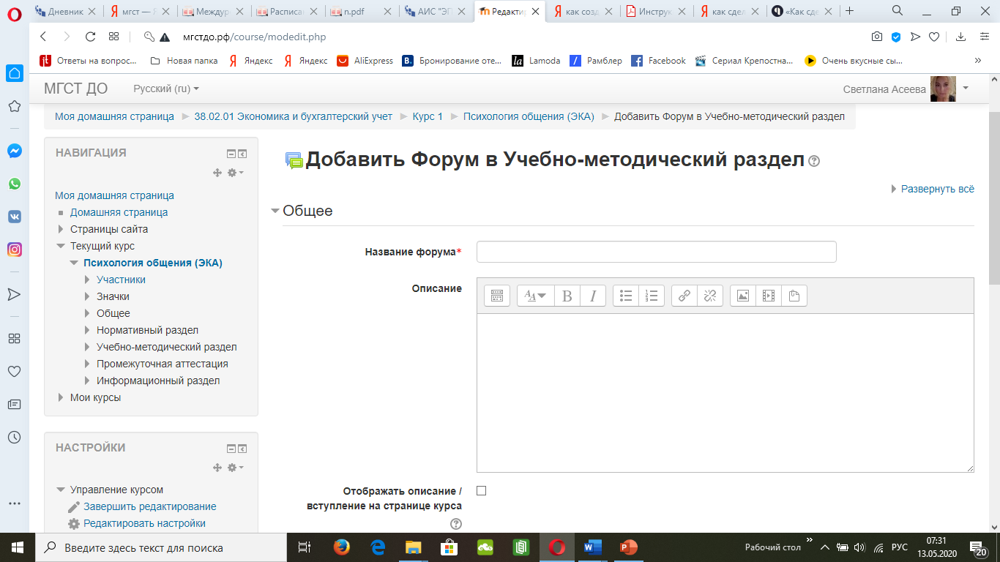 Дневник
мгст — Я
Междур
Расписан
n.pdf
АИС "ЭП
Редакти
как созд
Инструк
как сдел
«Как сде
мгстдо.рф/course/modedit.php
Ответы на вопрос...
Новая папка
Яндекс
Яндекс
AliExpress
Бронирование оте...
Lamoda
Рамблер
Facebook
Сериал Крепостна...
Очень вкусные сы...
МГСТ ДО
Русский (ru)
Светлана Асеева
Моя домашняя страница
38.02.01 Экономика и бухгалтерский учет
Курс 1
Психология общения (ЭКА)
Добавить Форум в Учебно-методический раздел
НАВИГАЦИЯ
Моя домашняя страница
Домашняя страница
Страницы сайта
Текущий курс
Психология общения (ЭКА)
Участники
Значки
Общее
Нормативный раздел
Учебно-методический раздел
Промежуточная аттестация
Информационный раздел
Мои курсы
НАСТРОЙКИ
Управление курсом
Завершить редактирование
Редактировать настройки
Добавить Форум в Учебно-методический раздел
Развернуть всё
Общее
Название форума*
Описание
Отображать описание /
вступление на странице курса
Введите здесь текст для поиска
Рабочий стол
РУС
07:31
13.05.2020
20